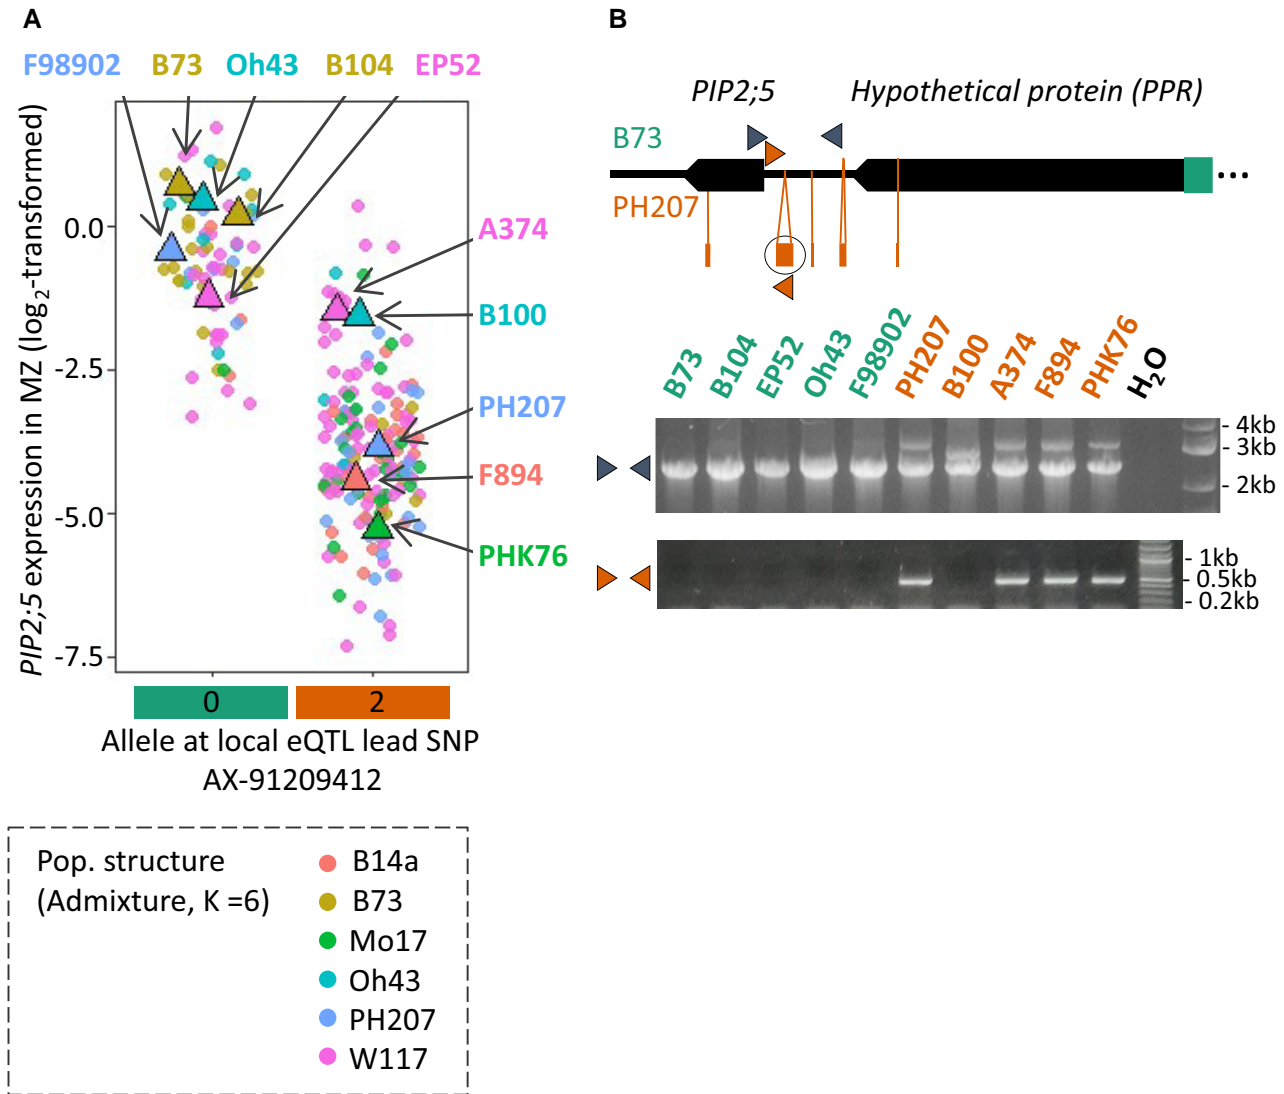 A
F98902 B73 Oh43 B104 EP52
PIP2;5 expression in MZ (log2-transformed)
0.0
-2.5
-5.0
-7.5
A374
B100
PH207
F894
PHK76
0 2
Allele at local eQTL lead SNP
AX-91209412
Pop. structure
(Admixture, K =6)
B14a
B73
Mo17
Oh43
PH207
W117
B
PIP2;5 Hypothetical protein (PPR)
B73
PH207
...
B73 B104 EP52 Oh43 F98902 PH207 B100 A374 F894 PHK76 H2O
- 4kb
- 3kb
- 2kb
- 1kb
- 0.5kb
- 0.2kb